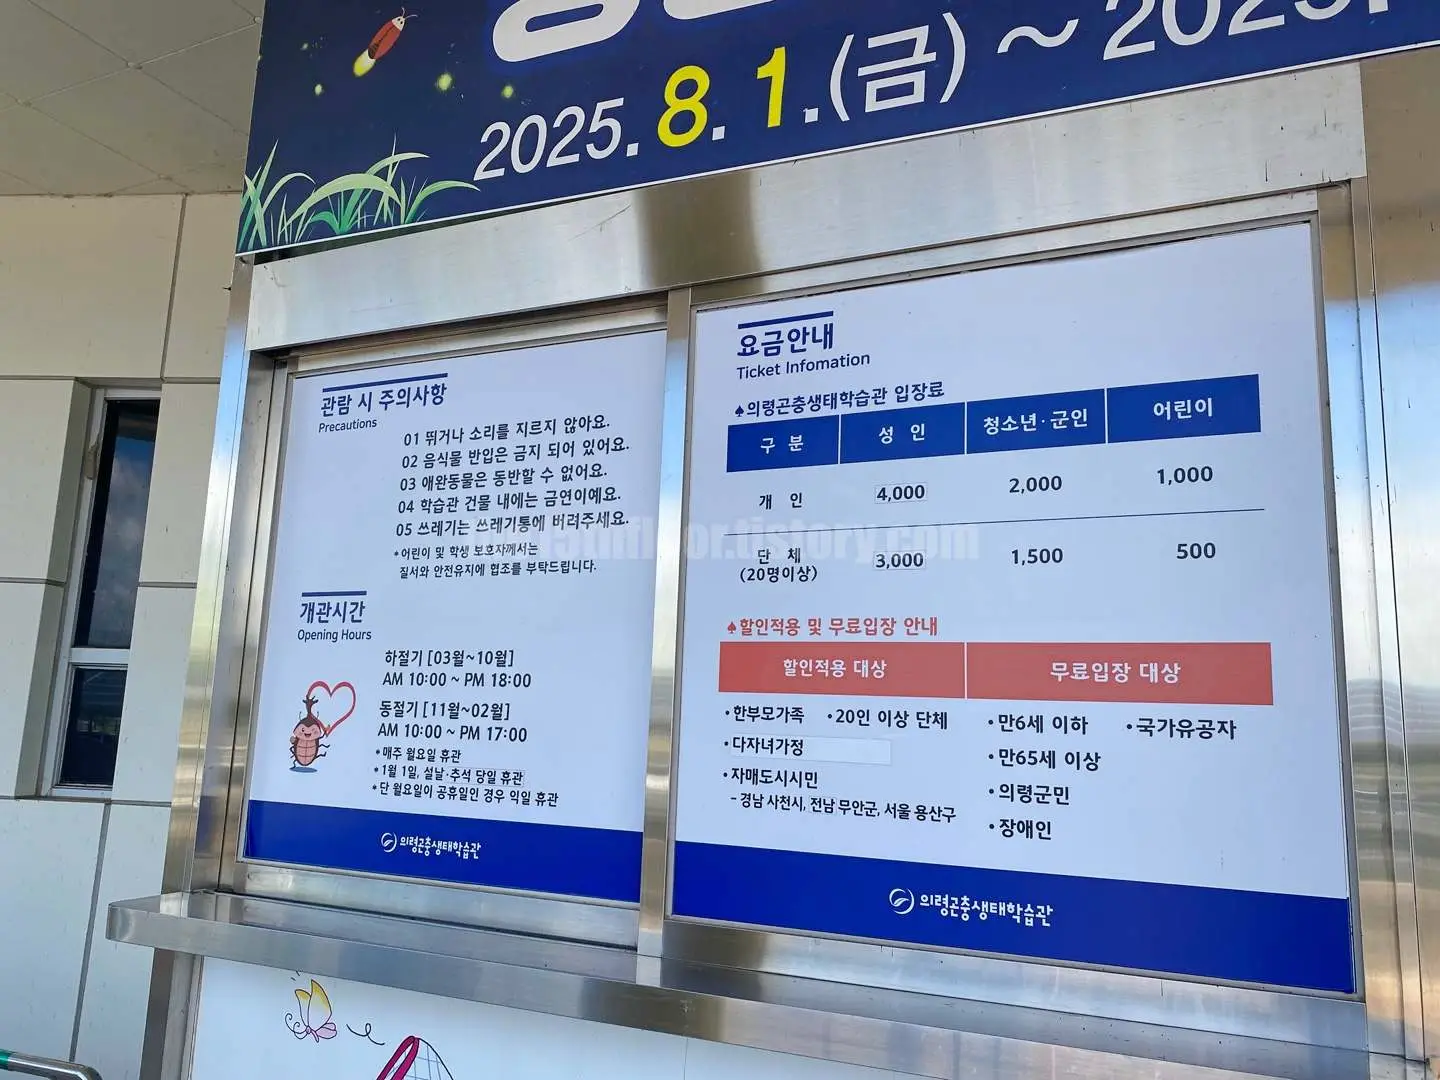 2025. 8. 1.(금) ~ 2025.
관람 시 주의사항
Precautions
01 뛰거나 소리를 지르지 않아요.
02 음식물 반입은 금지 되어 있어요.
03 애완동물은 동반할 수 없어요.
04 학습관 건물 내에는 금연이예요.
05 쓰레기는 쓰레기통에 버려주세요.
*어린이 및 학생 보호자께서는
질서와 안전유지에 협조를 부탁드립니다.
개관시간
Opening Hours
하절기 [03월~10월]
AM 10:00 ~ PM 18:00
동절기 [11월~02월]
AM 10:00 ~ PM 17:00
*매주 월요일 휴관
*1월 1일, 설날·추석 당일 휴관
*단 월요일이 공휴일인 경우 익일 휴관
의령곤충생태학습관
요금안내
Ticket Infomation
♠의령곤충생태학습관 입장료
구 분 성 인 청소년·군인 어린이
개 인 4,000 2,000 1,000
단 체 3,000 1,500 500
(20명이상)
♠할인적용 및 무료입장 안내
할인적용 대상 무료입장 대상
•한부모가족 •20인 이상 단체 •만6세 이하 •국가유공자
•다자녀가정 •만65세 이상
•자매도시시민 •의령군민
- 경남 사천시, 전남 무안군, 서울 용산구 •장애인
의령곤충생태학습관
.tistory.com